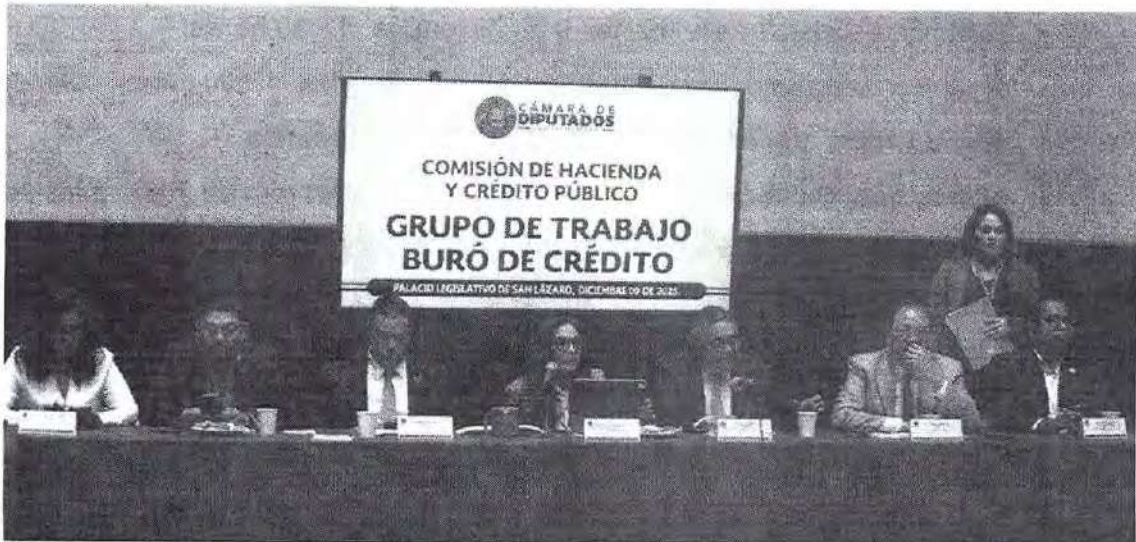 CÁMARA DE
DIPUTADOS
COMISIÓN DE HACIENDA
Y CRÉDITO PÚBLICO
GRUPO DE TRABAJO
BURÓ DE CRÉDITO
PALACIO LEGISLATIVO DE SAN LÁZARO, DICIEMBRE 09 DE 2025